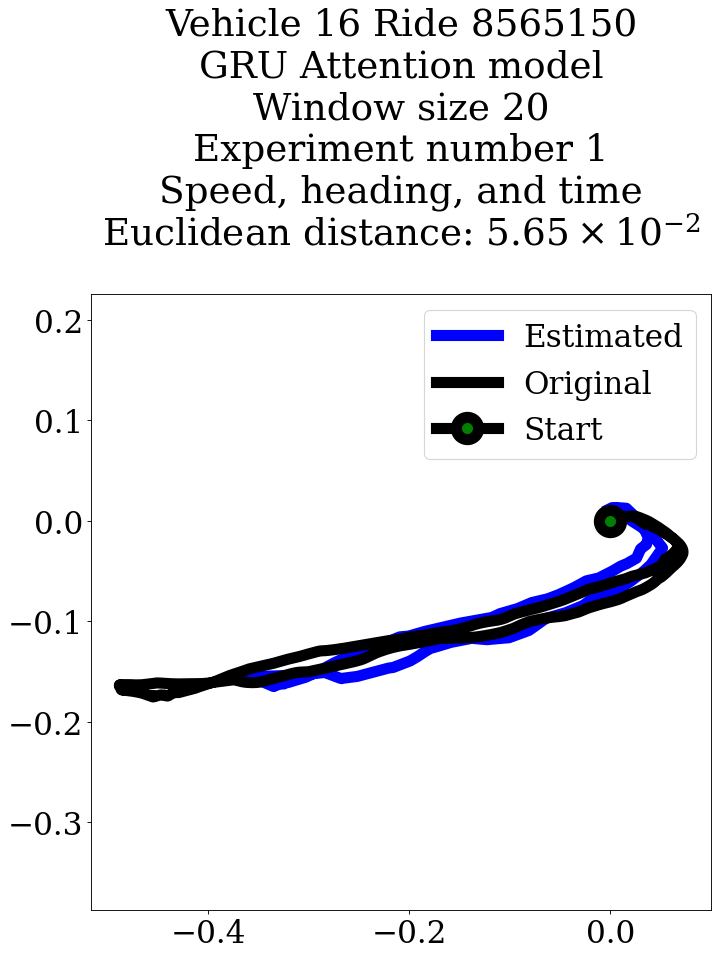 Vehicle 16 Ride 8565150
GRU Attention model
Window size 20
Experiment number 1
Speed, heading, and time
Euclidean distance: 5.65 × 10⁻²
Estimated
Original
Start
0.2
0.1
0.0
−0.1
−0.2
−0.3
−0.4
−0.2
0.0